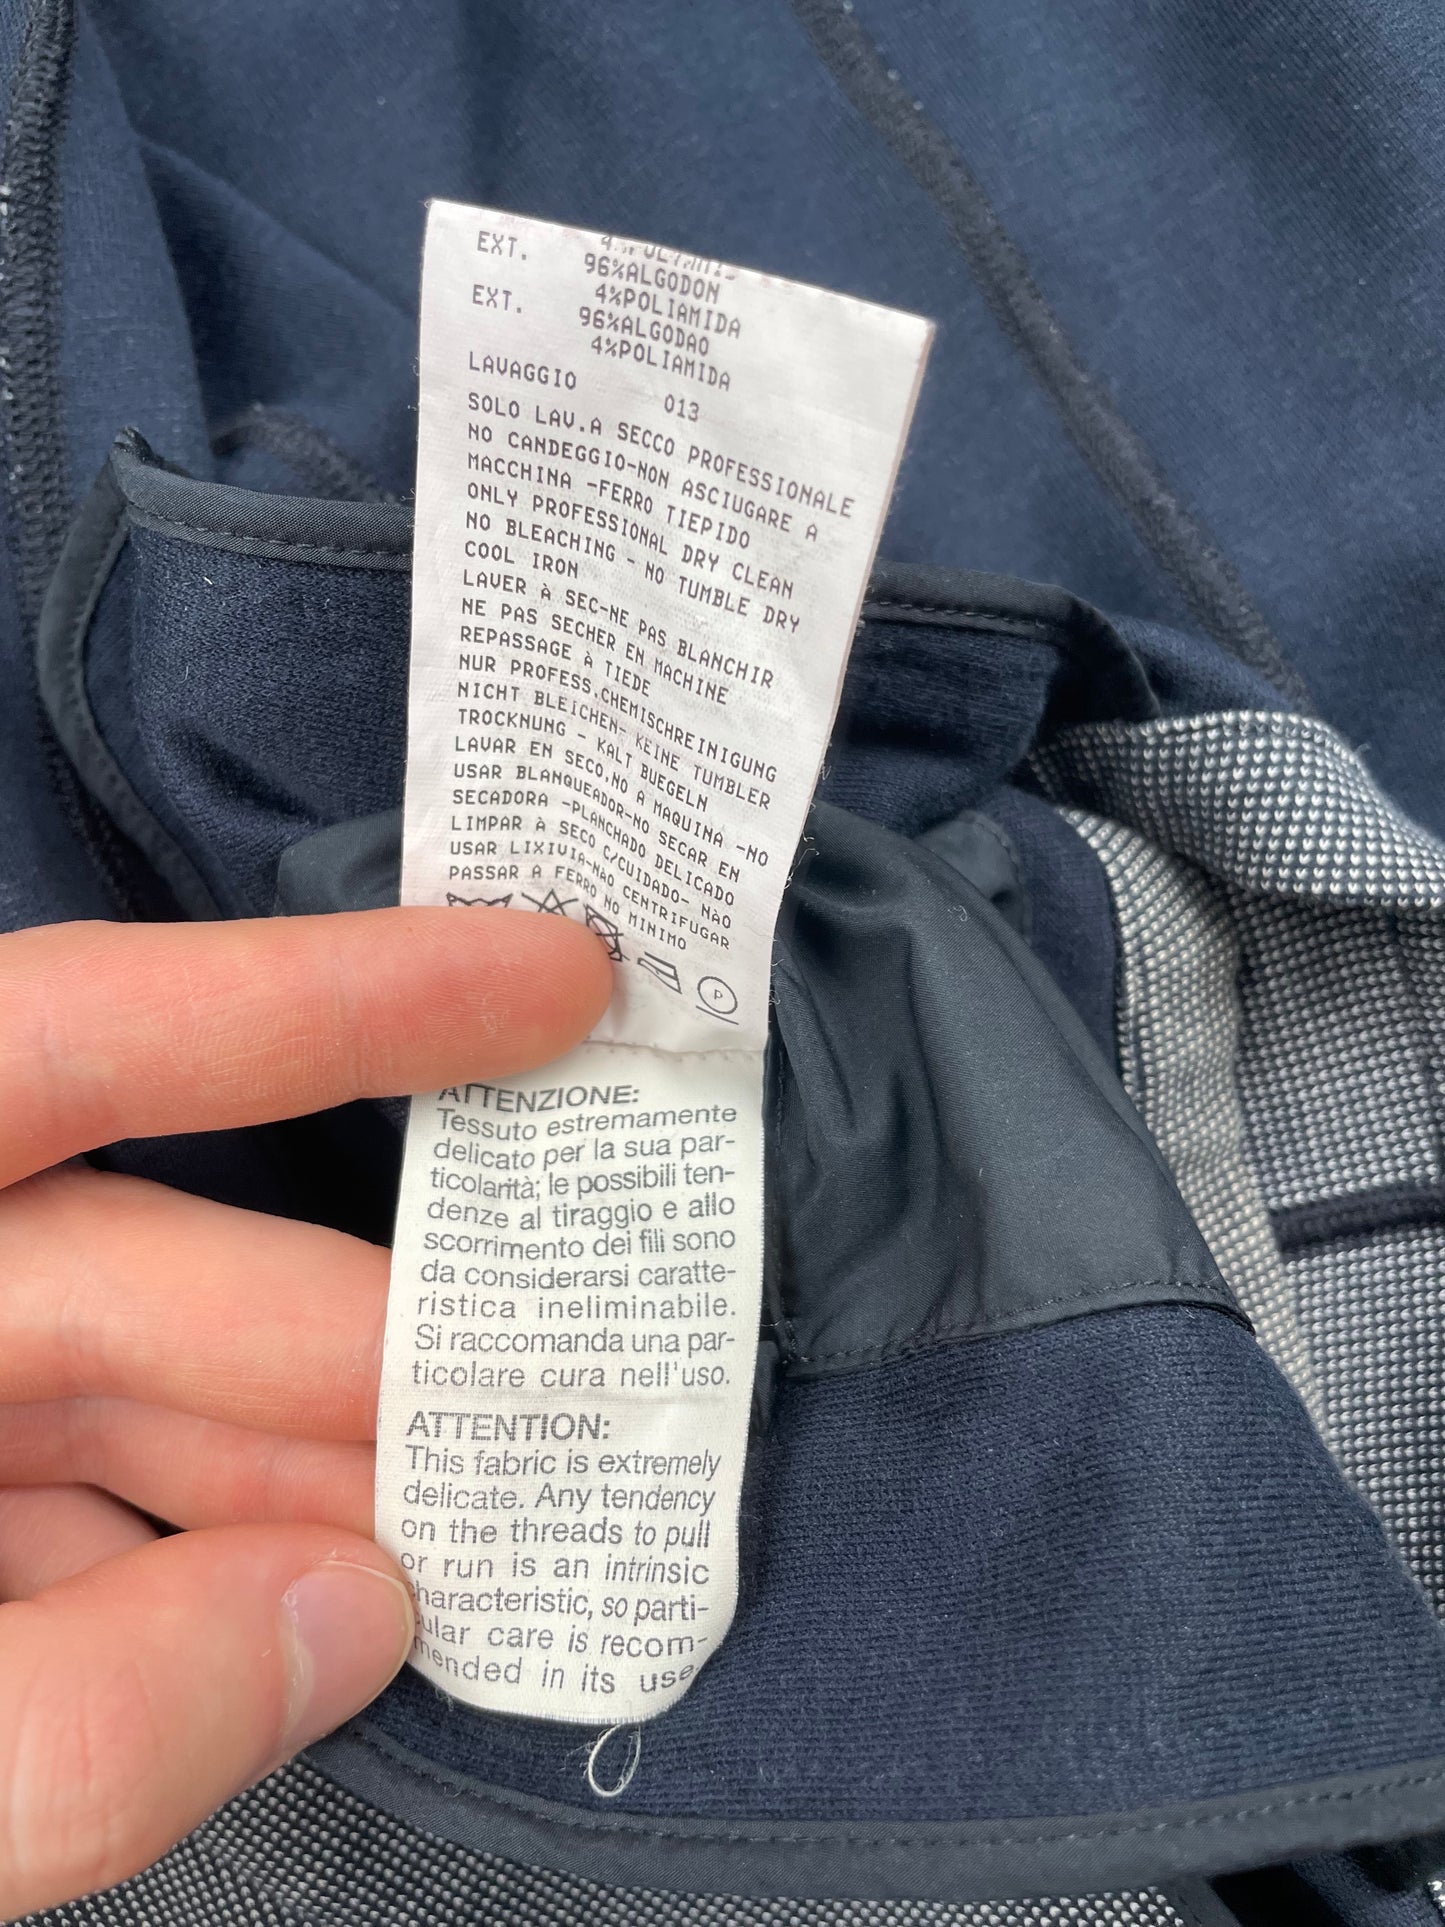 EXT.
96%ALGODON
4%POLIAMIDA
EXT. 96%ALGODAO
4%POLIAMIDA
LAVAGGIO 013
SOLO LAV.A SECCO PROFESSIONALE
NO CANDEGGIO-NON ASCIUGARE A
MACCHINA -FERRO TIEPIDO
ONLY PROFESSIONAL DRY CLEAN
NO BLEACHING - NO TUMBLE DRY
COOL IRON
LAVER À SEC-NE PAS BLANCHIR
NE PAS SECHER EN MACHINE
REPASSAGE À TIEDE
NUR PROFESS.CHEMISCHREINIGUNG
NICHT BLEICHEN- KEINE TUMBLER
TROCKNUNG - KALT BUEGELN
LAVAR EN SECO,NO A MAQUINA -NO
USAR BLANQUEADOR-NO SECAR EN
SECADORA -PLANCHADO DELICADO
LIMPAR À SECO C/CUIDADO- NÃO
USAR LIXIVIA-NÃO CENTRIFUGAR
PASSAR A FERRO NO MINIMO
P
ATTENZIONE:
Tessuto estremamente
delicato per la sua par-
ticolarità; le possibili ten-
denze al tiraggio e allo
scorrimento dei fili sono
da considerarsi caratte-
ristica ineliminabile.
Si raccomanda una par-
ticolare cura nell'uso.
ATTENTION:
This fabric is extremely
delicate. Any tendency
on the threads to pull
or run is an intrinsic
characteristic, so parti-
cular care is recom-
mended in its use.